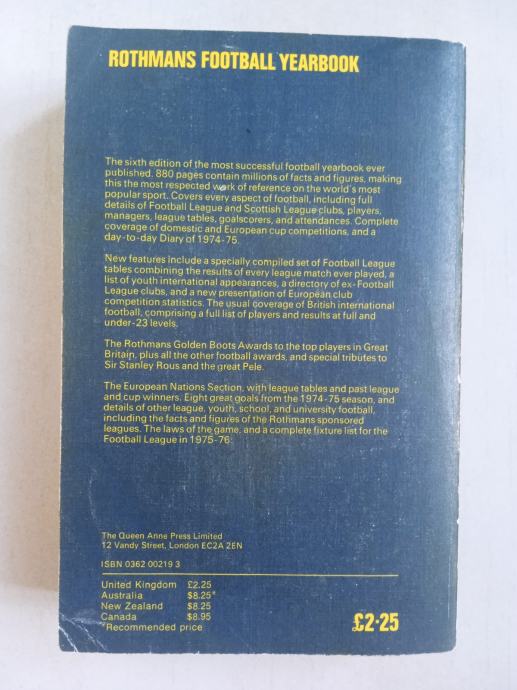 ROTHMANS FOOTBALL YEARBOOK
The sixth edition of the most successful football yearbook ever
published. 880 pages contain millions of facts and figures, making
this the most respected work of reference on the world's most
popular sport. Covers every aspect of football, including full
details of Football League and Scottish League clubs, players,
managers, league tables, goalscorers, and attendances. Complete
coverage of domestic and European cup competitions, and a
day-to-day Diary of 1974-75.
New features include a specially compiled set of Football League
tables combining the results of every league match ever played, a
list of youth international appearances, a directory of ex-Football
League clubs, and a new presentation of European club
competition statistics. The usual coverage of British international
football, comprising a full list of players and results at full and
under-23 levels.
The Rothmans Golden Boots Awards to the top players in Great
Britain, plus all the other football awards, and special tributes to
Sir Stanley Rous and the great Pele.
The European Nations Section, with league tables and past league
and cup winners. Eight great goals from the 1974-75 season, and
details of other league, youth, school, and university football,
including the facts and figures of the Rothmans sponsored
leagues. The laws of the game, and a complete fixture list for the
Football League in 1975-76.
The Queen Anne Press Limited
12 Vandy Street, London EC2A 2EN
ISBN 0362 00219 3
United Kingdom £2.25
Australia $8.25*
New Zealand $8.25
Canada $8.95
*Recommended price
£2·25